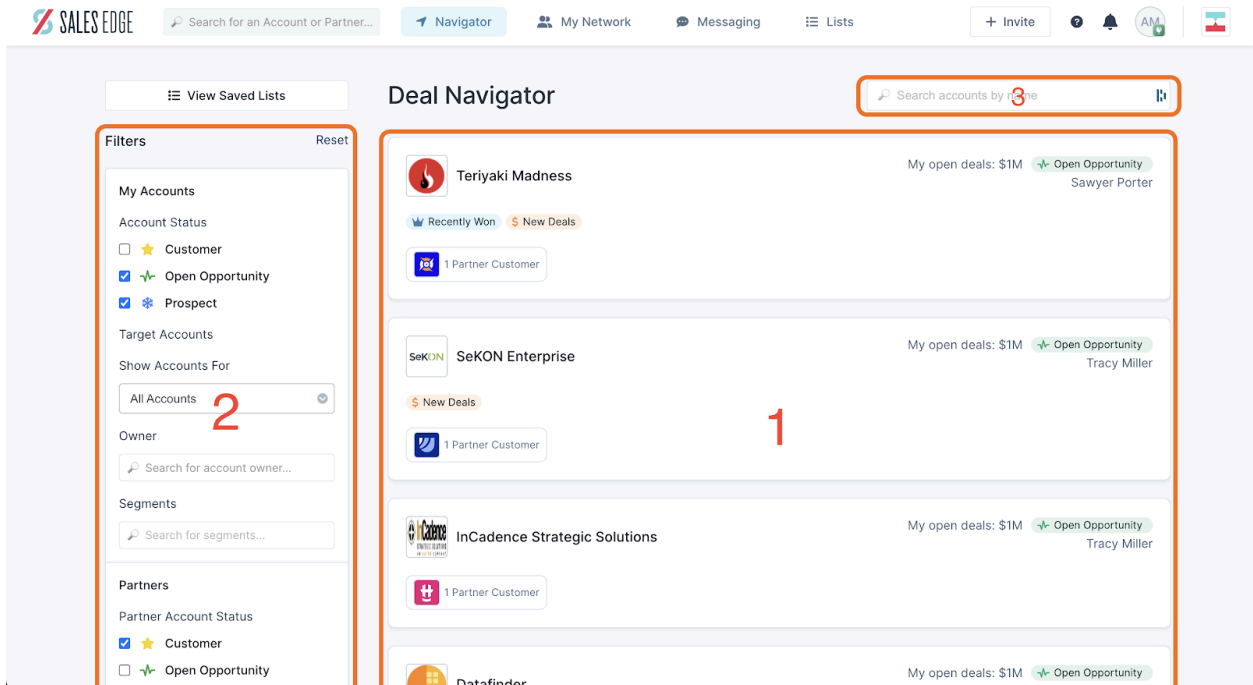 SALES EDGE
Search for an Account or Partner...
Navigator
My Network
Messaging
Lists
+ Invite
?
AM
View Saved Lists
Deal Navigator
Search accounts by name
3
Filters
Reset
My Accounts
Account Status
Customer
Open Opportunity
Prospect
Target Accounts
Show Accounts For
All Accounts
2
Owner
Search for account owner...
Segments
Search for segments...
Partners
Partner Account Status
Customer
Open Opportunity
Teriyaki Madness
My open deals: $1M
Open Opportunity
Sawyer Porter
Recently Won
$ New Deals
1 Partner Customer
SeKON
SeKON Enterprise
My open deals: $1M
Open Opportunity
Tracy Miller
$ New Deals
1 Partner Customer
1
InCadence
STRATEGIC SOLUTIONS
InCadence Strategic Solutions
My open deals: $1M
Open Opportunity
Tracy Miller
1 Partner Customer
Datafinder
My open deals: $1M
Open Opportunity